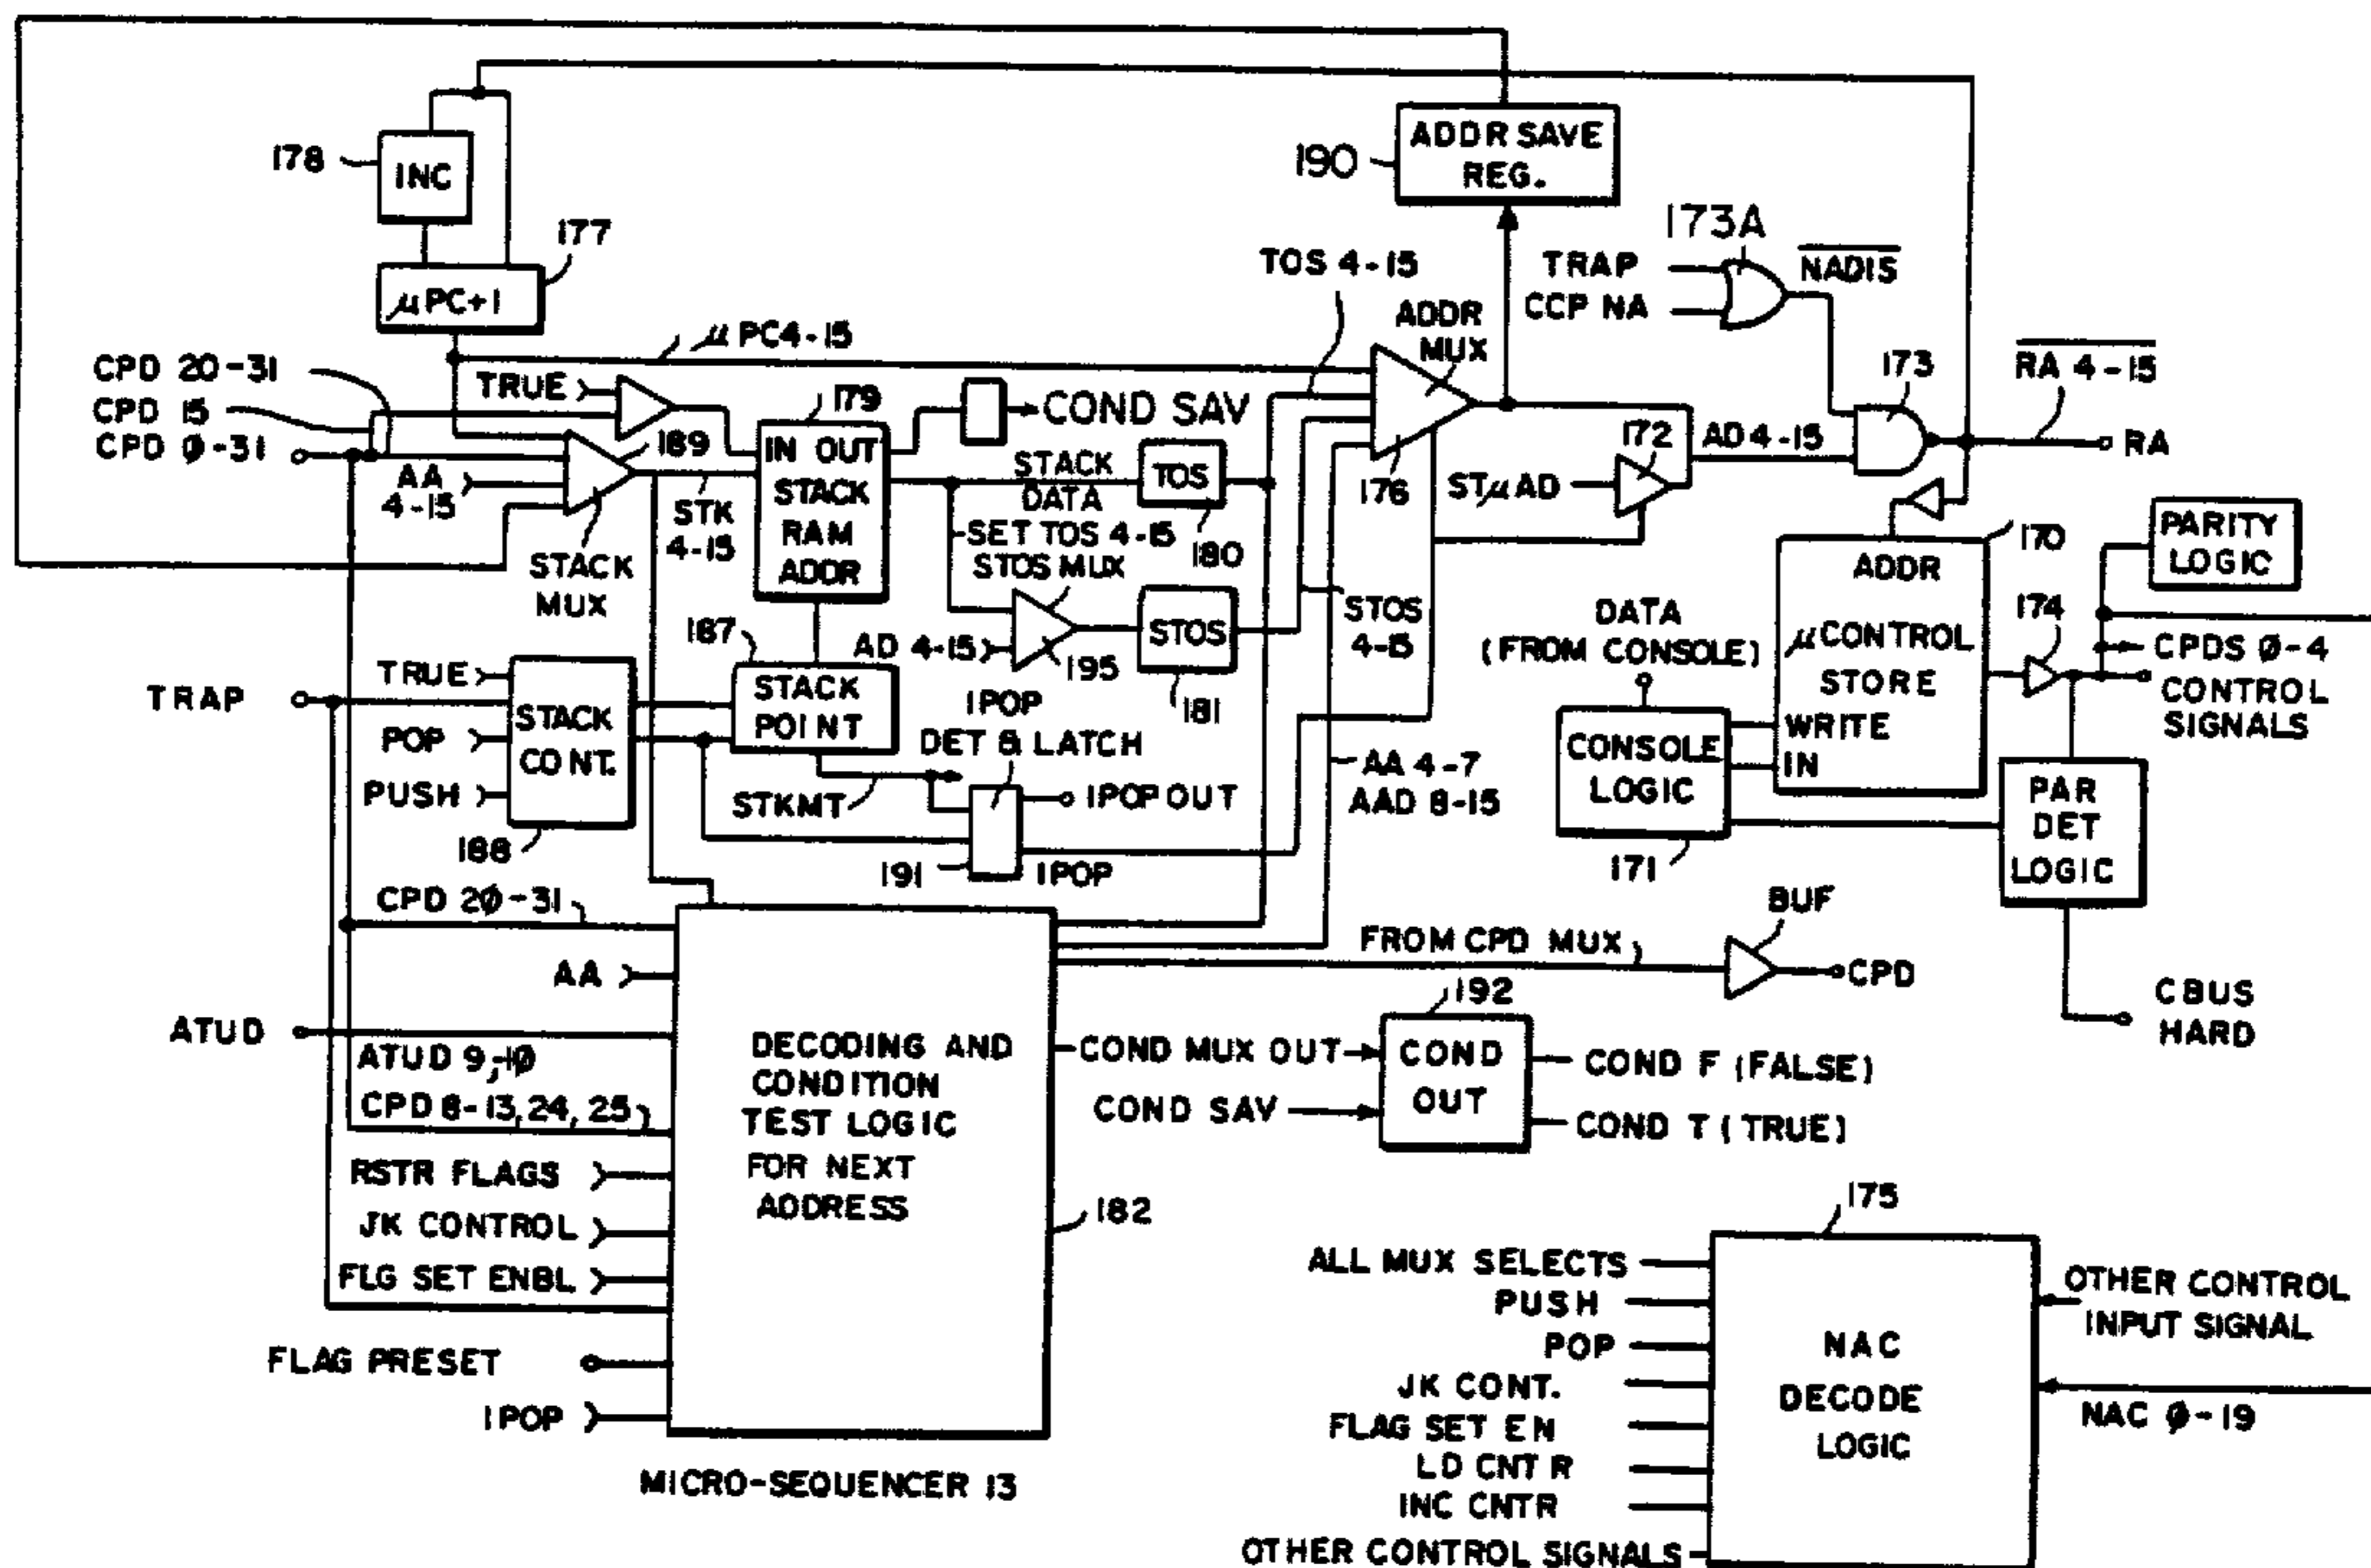 ADDR SAVE
REG.
190
178
INC
177
μPC+1
173A
TRAP
CCP NA
NADIS
TOS 4-15
ADDR
MUX
μPC4-15
CPD 20-31
CPD 15
CPD 0-31
TRUE
179
COND SAV
173
RA 4-15
RA
189
IN OUT
STACK
RAM
ADDR
AA
4-15
STK
4-15
STACK
MUX
STACK
DATA
TOS
180
SET TOS 4-15
STOS MUX
176
172
STμAD
AD 4-15
170
PARITY
LOGIC
ADDR
μCONTROL
STORE
WRITE
IN
174
CPDS 0-4
CONTROL
SIGNALS
DATA
(FROM CONSOLE)
CONSOLE
LOGIC
171
PAR
DET
LOGIC
187
AD 4-15
195
STOS
181
STOS
4-15
TRAP
TRUE
POP
PUSH
STACK
CONT.
188
STACK
POINT
IPOP
DET & LATCH
STKMT
IPOP OUT
191
IPOP
AA 4-7
AAD 8-15
CPD 20-31
AA
ATUD
ATUD 9,10
CPD 8-13, 24, 25
RSTR FLAGS
JK CONTROL
FLG SET ENBL
FLAG PRESET
IPOP
DECODING AND
CONDITION
TEST LOGIC
FOR NEXT
ADDRESS
182
FROM CPD MUX
BUF
CPD
CBUS
HARD
192
COND MUX OUT
COND SAV
COND
OUT
COND F (FALSE)
COND T (TRUE)
175
ALL MUX SELECTS
PUSH
POP
JK CONT.
FLAG SET EN
LD CNT R
INC CNTR
OTHER CONTROL SIGNALS
NAC
DECODE
LOGIC
OTHER CONTROL
INPUT SIGNAL
NAC 0-19
MICRO-SEQUENCER 13